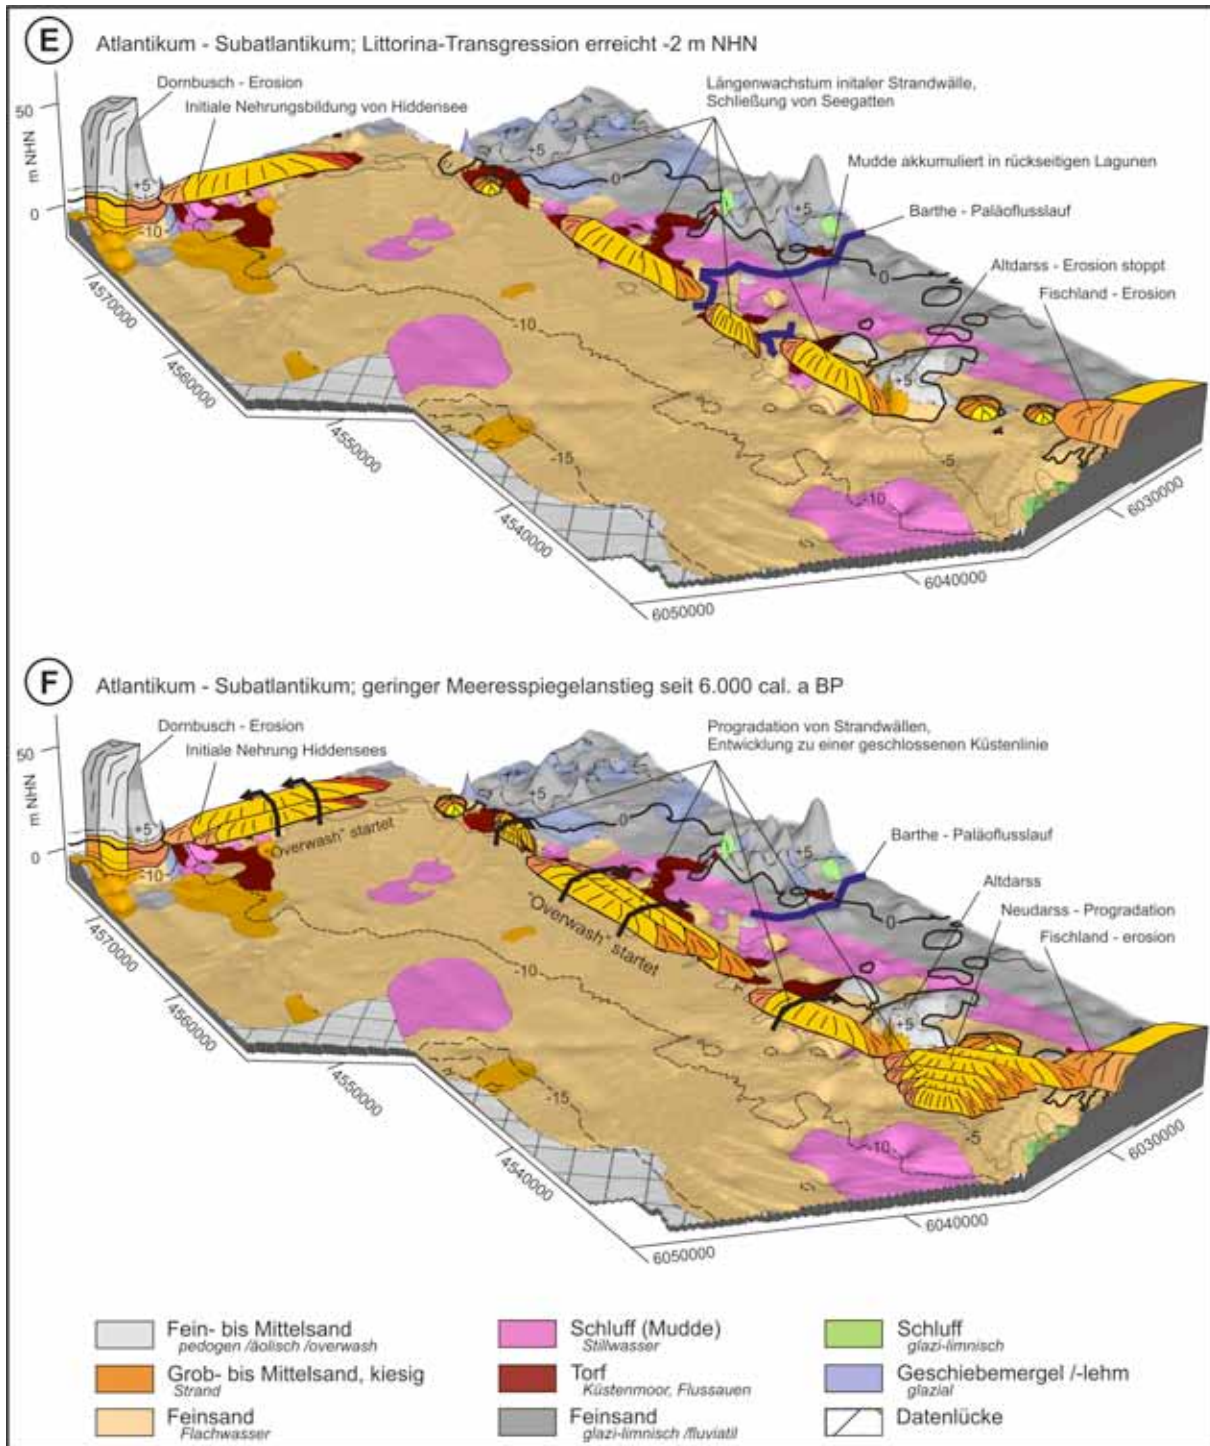 E
Atlantikum - Subatlantikum; Littorina-Transgression erreicht -2 m NHN
Dornbusch - Erosion
Initiale Nehrungsbildung von Hiddensee
Längenwachstum initaler Strandwälle,
Schließung von Seegatten
Mudde akkumuliert in rückseitigen Lagunen
Barthe - Paläoflusslauf
Altdarss - Erosion stoppt
Fischland - Erosion
50
m NHN
0
+5
-10
+5
0
+5
0
+5
-10
-15
-5
-10
4570000
4560000
4550000
4540000
6050000
6040000
6030000
F
Atlantikum - Subatlantikum; geringer Meeresspiegelanstieg seit 6.000 cal. a BP
Dornbusch - Erosion
Initiale Nehrung Hiddensees
Progradation von Strandwällen,
Entwicklung zu einer geschlossenen Küstenlinie
Barthe - Paläoflusslauf
Altdarss
Neudarss - Progradation
Fischland - erosion
50
m NHN
0
+5
-10
"Overwash" startet
"Overwash" startet
+5
0
+5
0
+5
-10
-15
-5
-10
4570000
4560000
4550000
4540000
6050000
6040000
6030000
Fein- bis Mittelsand
pedogen /äolisch /overwash
Grob- bis Mittelsand, kiesig
Strand
Feinsand
Flachwasser
Schluff (Mudde)
Stillwasser
Torf
Küstenmoor, Flussauen
Feinsand
glazi-limnisch /fluviatil
Schluff
glazi-limnisch
Geschiebemergel /-lehm
glazial
Datenlücke